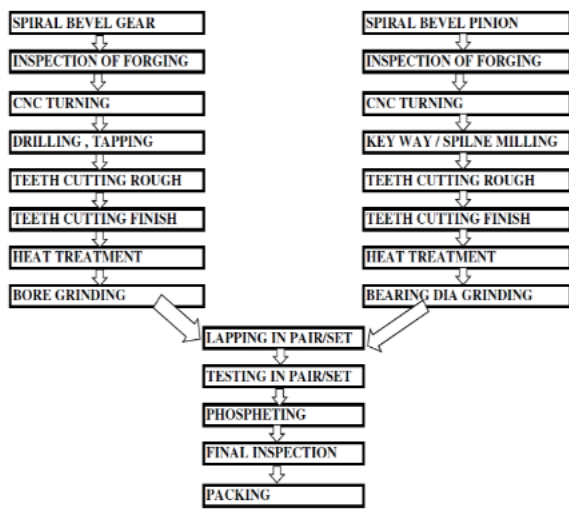 SPIRAL BEVEL GEAR
INSPECTION OF FORGING
CNC TURNING
DRILLING , TAPPING
TEETH CUTTING ROUGH
TEETH CUTTING FINISH
HEAT TREATMENT
BORE GRINDING
SPIRAL BEVEL PINION
INSPECTION OF FORGING
CNC TURNING
KEY WAY / SPILNE MILLING
TEETH CUTTING ROUGH
TEETH CUTTING FINISH
HEAT TREATMENT
BEARING DIA GRINDING
LAPPING IN PAIR/SET
TESTING IN PAIR/SET
PHOSPHETING
FINAL INSPECTION
PACKING